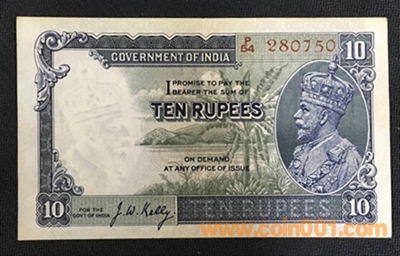 10
GOVERNMENT OF INDIA
P/54 280750
10
I PROMISE TO PAY THE
BEARER THE SUM OF
TEN RUPEES
ON DEMAND
AT ANY OFFICE OF ISSUE
10
FOR THE
GOVT OF INDIA
J. W. Kelly
TEN RUPEES
10
www.coin001.com